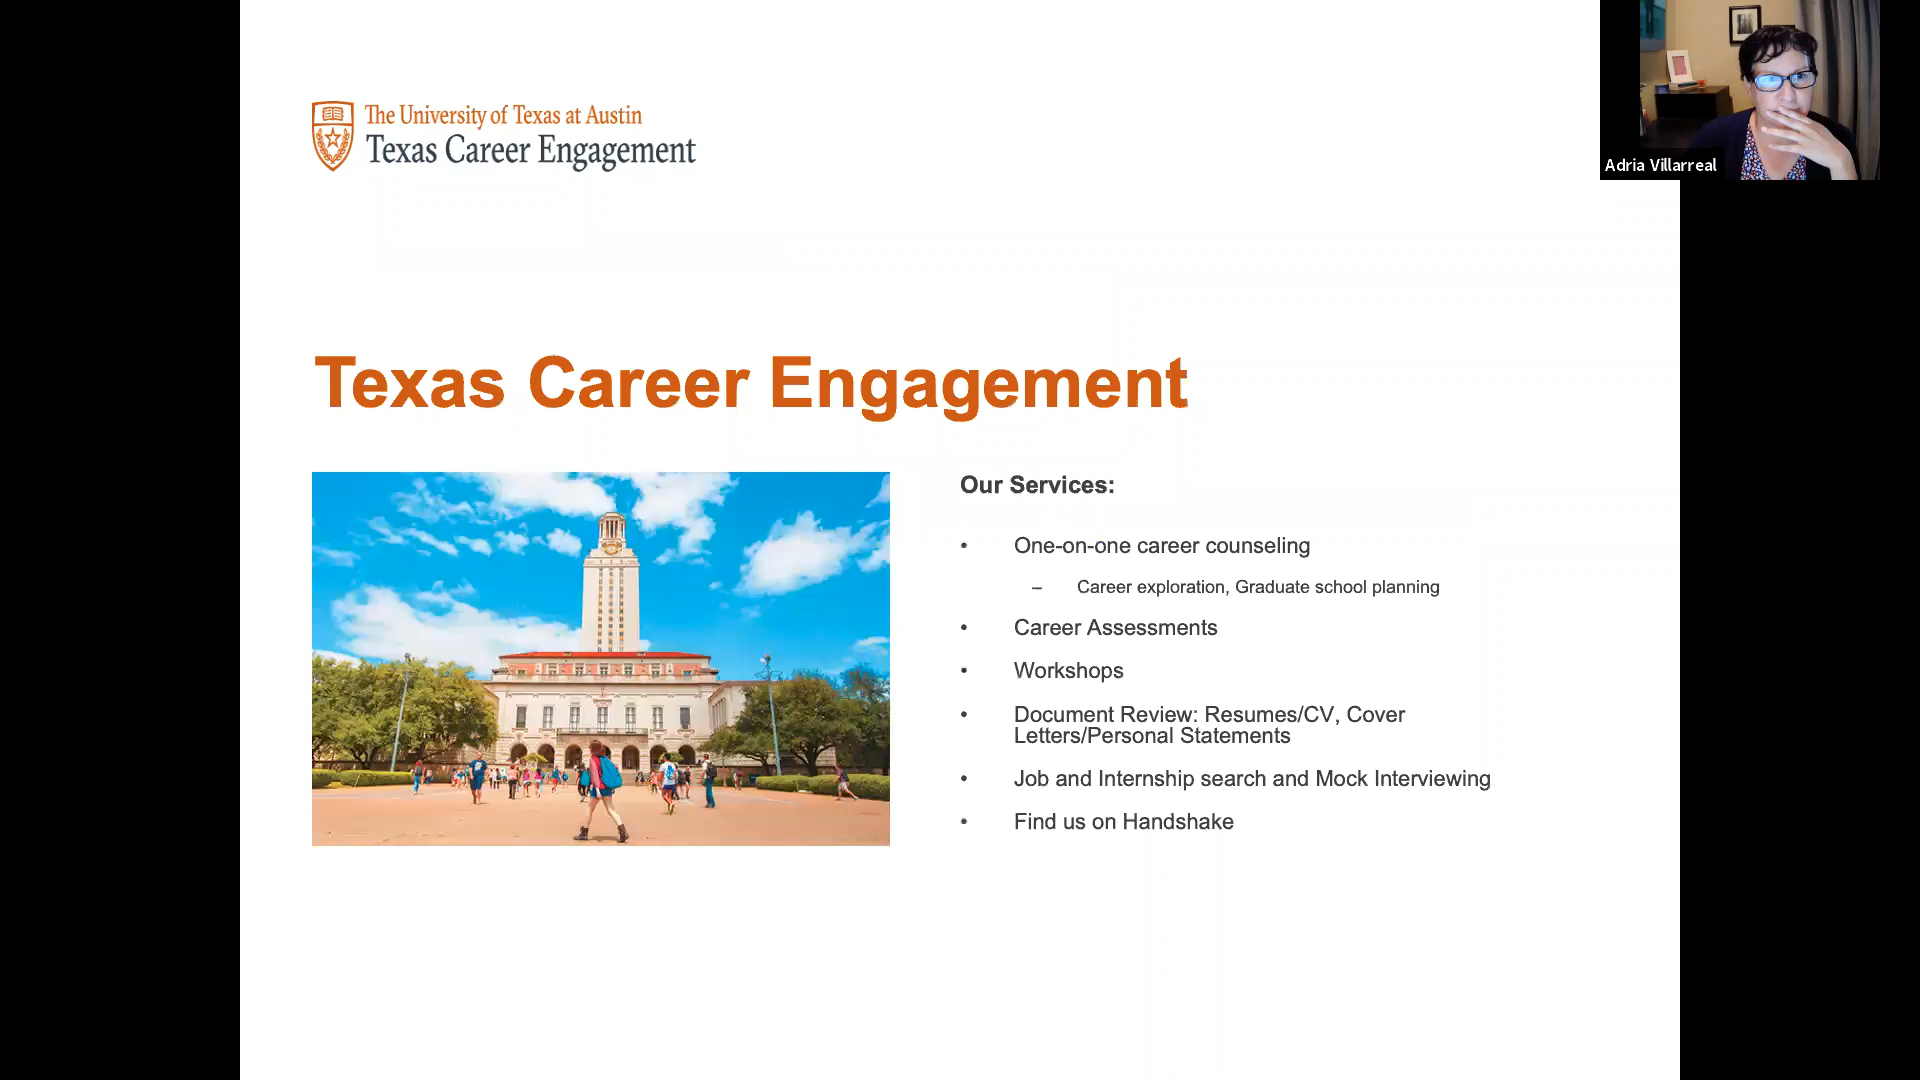 The University of Texas at Austin
Texas Career Engagement
Adria Villarreal
Texas Career Engagement
Our Services:
• One-on-one career counseling
– Career exploration, Graduate school planning
• Career Assessments
• Workshops
• Document Review: Resumes/CV, Cover
Letters/Personal Statements
• Job and Internship search and Mock Interviewing
• Find us on Handshake